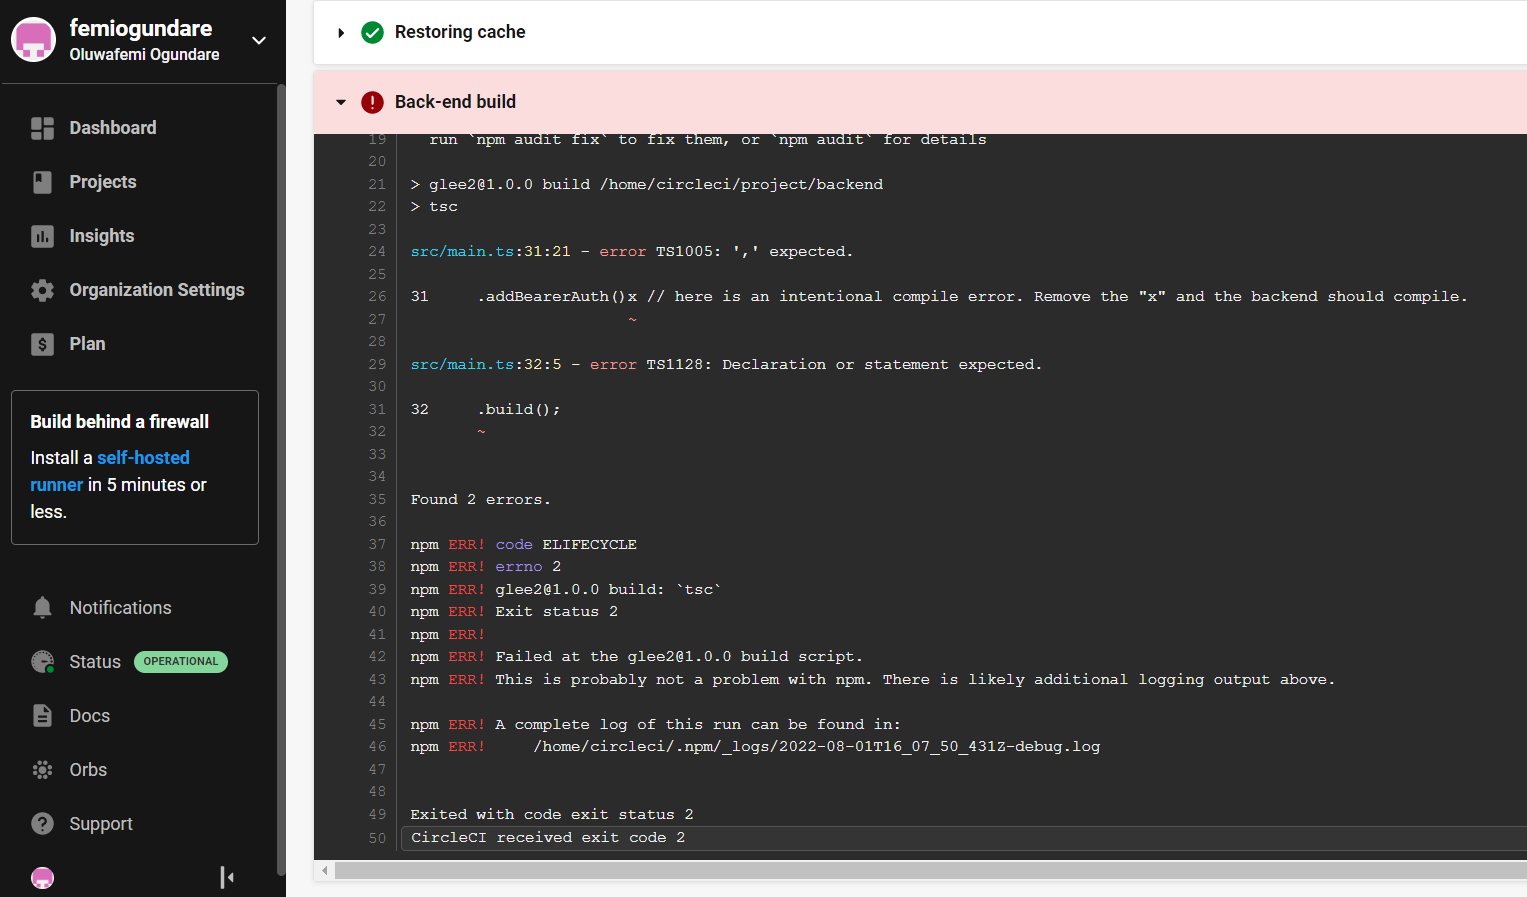 femiogundare
Oluwafemi Ogundare
Dashboard
Projects
Insights
Organization Settings
Plan
Build behind a firewall
Install a self-hosted
runner in 5 minutes or
less.
Notifications
Status OPERATIONAL
Docs
Orbs
Support
Restoring cache
Back-end build
19 run `npm audit fix` to fix them, or `npm audit` for details
20
21 > glee2@1.0.0 build /home/circleci/project/backend
22 > tsc
23
24 src/main.ts:31:21 - error TS1005: ',' expected.
25
26 31     .addBearerAuth()x // here is an intentional compile error. Remove the "x" and the backend should compile.
27                        ~
28
29 src/main.ts:32:5 - error TS1128: Declaration or statement expected.
30
31 32     .build();
32        ~
33
34
35 Found 2 errors.
36
37 npm ERR! code ELIFECYCLE
38 npm ERR! errno 2
39 npm ERR! glee2@1.0.0 build: `tsc`
40 npm ERR! Exit status 2
41 npm ERR!
42 npm ERR! Failed at the glee2@1.0.0 build script.
43 npm ERR! This is probably not a problem with npm. There is likely additional logging output above.
44
45 npm ERR! A complete log of this run can be found in:
46 npm ERR!     /home/circleci/.npm/_logs/2022-08-01T16_07_50_431Z-debug.log
47
48
49 Exited with code exit status 2
50 CircleCI received exit code 2